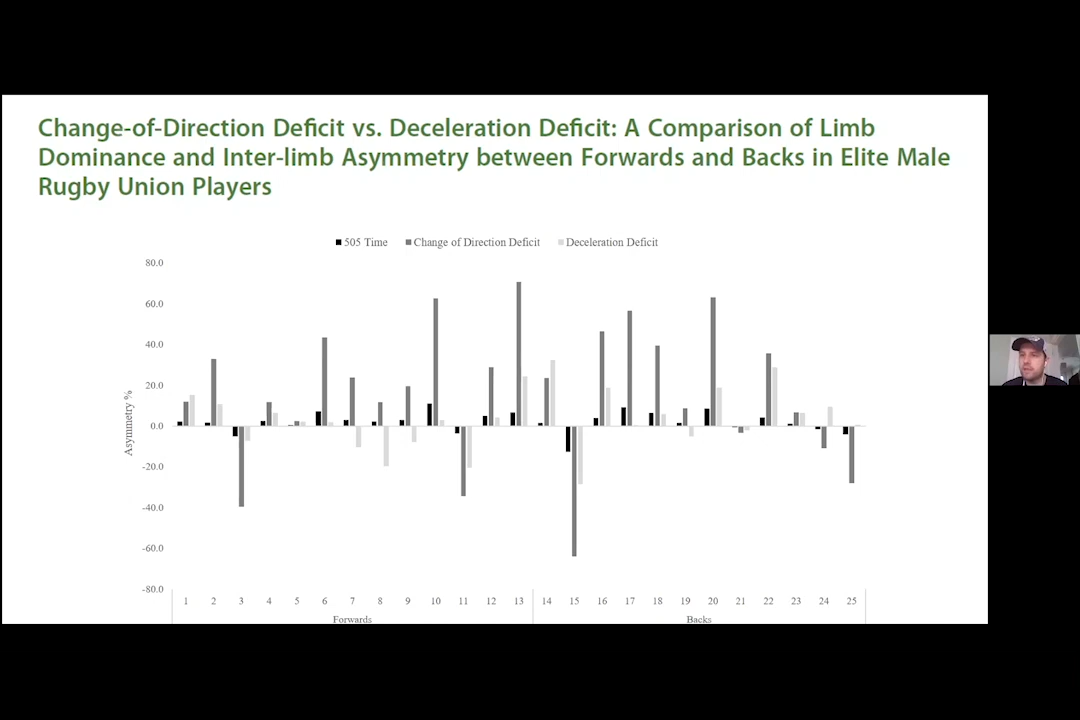 Change-of-Direction Deficit vs. Deceleration Deficit: A Comparison of Limb
Dominance and Inter-limb Asymmetry between Forwards and Backs in Elite Male
Rugby Union Players
505 Time Change of Direction Deficit Deceleration Deficit
80.0
60.0
40.0
20.0
0.0
-20.0
-40.0
-60.0
-80.0
Asymmetry %
1 2 3 4 5 6 7 8 9 10 11 12 13 14 15 16 17 18 19 20 21 22 23 24 25
Forwards Backs